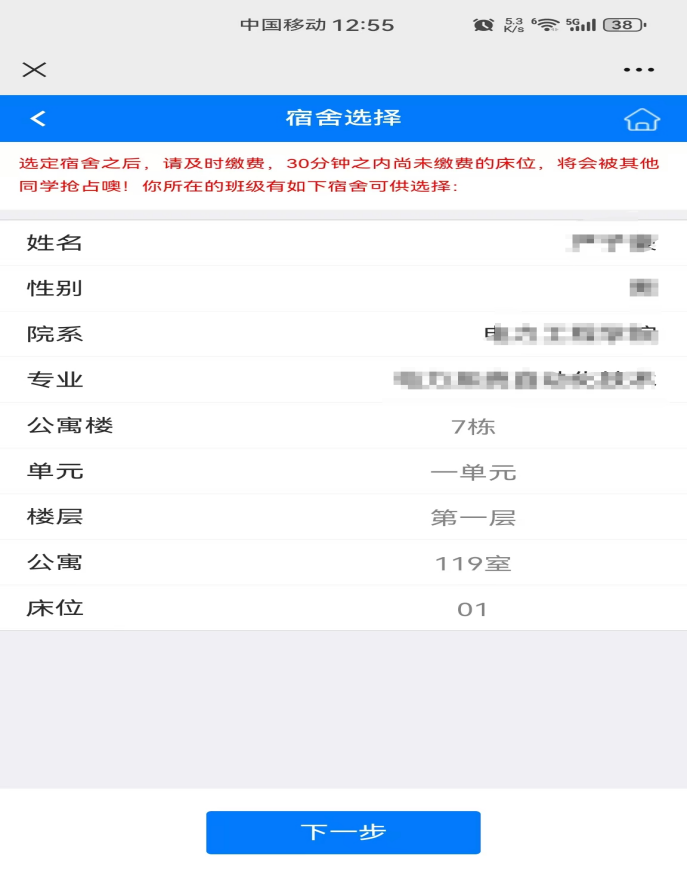 中国移动 12:55
5.3 K/s 6 5G 38
宿舍选择
选定宿舍之后，请及时缴费，30分钟之内尚未缴费的床位，将会被其他
同学抢占噢！你所在的班级有如下宿舍可供选择：
姓名
性别
院系
专业
公寓楼 7栋
单元 一单元
楼层 第一层
公寓 119室
床位 01
下一步